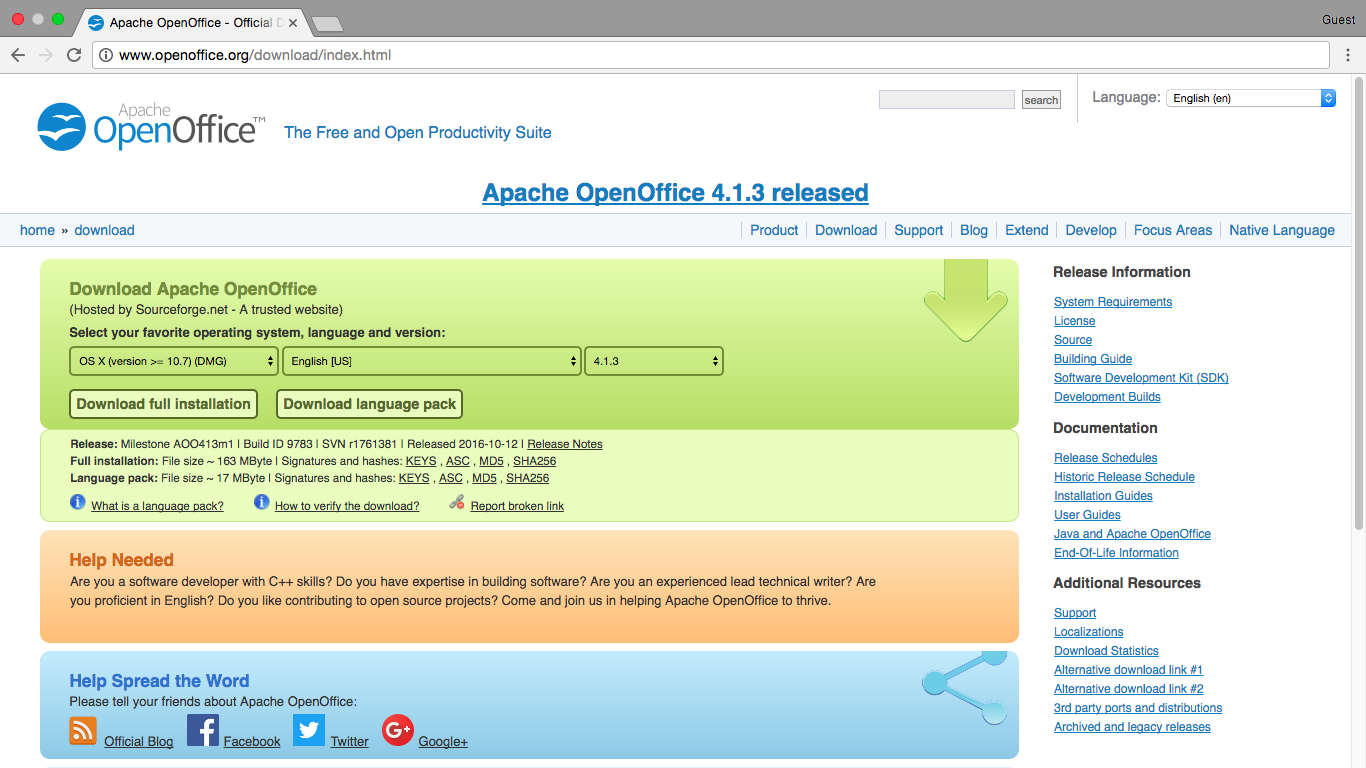 Apache OpenOffice - Official D
Guest
www.openoffice.org/download/index.html
Apache
OpenOffice™
The Free and Open Productivity Suite
search
Language: English (en)
Apache OpenOffice 4.1.3 released
home » download
Product Download Support Blog Extend Develop Focus Areas Native Language
Download Apache OpenOffice
(Hosted by Sourceforge.net - A trusted website)
Select your favorite operating system, language and version:
OS X (version >= 10.7) (DMG) English [US] 4.1.3
Download full installation Download language pack
Release: Milestone AOO413m1 | Build ID 9783 | SVN r1761381 | Released 2016-10-12 | Release Notes
Full installation: File size ~ 163 MByte | Signatures and hashes: KEYS , ASC , MD5 , SHA256
Language pack: File size ~ 17 MByte | Signatures and hashes: KEYS , ASC , MD5 , SHA256
What is a language pack? How to verify the download? Report broken link
Help Needed
Are you a software developer with C++ skills? Do you have expertise in building software? Are you an experienced lead technical writer? Are
you proficient in English? Do you like contributing to open source projects? Come and join us in helping Apache OpenOffice to thrive.
Help Spread the Word
Please tell your friends about Apache OpenOffice:
Official Blog Facebook Twitter Google+
Release Information
System Requirements
License
Source
Building Guide
Software Development Kit (SDK)
Development Builds
Documentation
Release Schedules
Historic Release Schedule
Installation Guides
User Guides
Java and Apache OpenOffice
End-Of-Life Information
Additional Resources
Support
Localizations
Download Statistics
Alternative download link #1
Alternative download link #2
3rd party ports and distributions
Archived and legacy releases